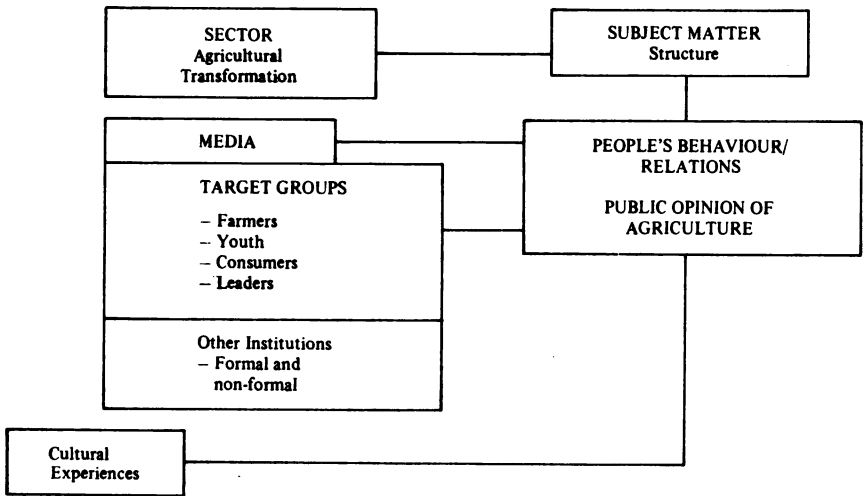 SECTOR
Agricultural
Transformation
SUBJECT MATTER
Structure
MEDIA
TARGET GROUPS
– Farmers
– Youth
– Consumers
– Leaders
Other Institutions
– Formal and
non-formal
PEOPLE'S BEHAVIOUR/
RELATIONS
PUBLIC OPINION OF
AGRICULTURE
Cultural
Experiences